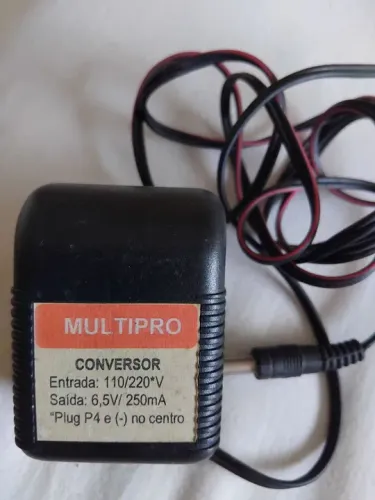 MULTIPRO
CONVERSOR
Entrada: 110/220*V
Saída: 6,5V/ 250mA
"Plug P4 e (-) no centro